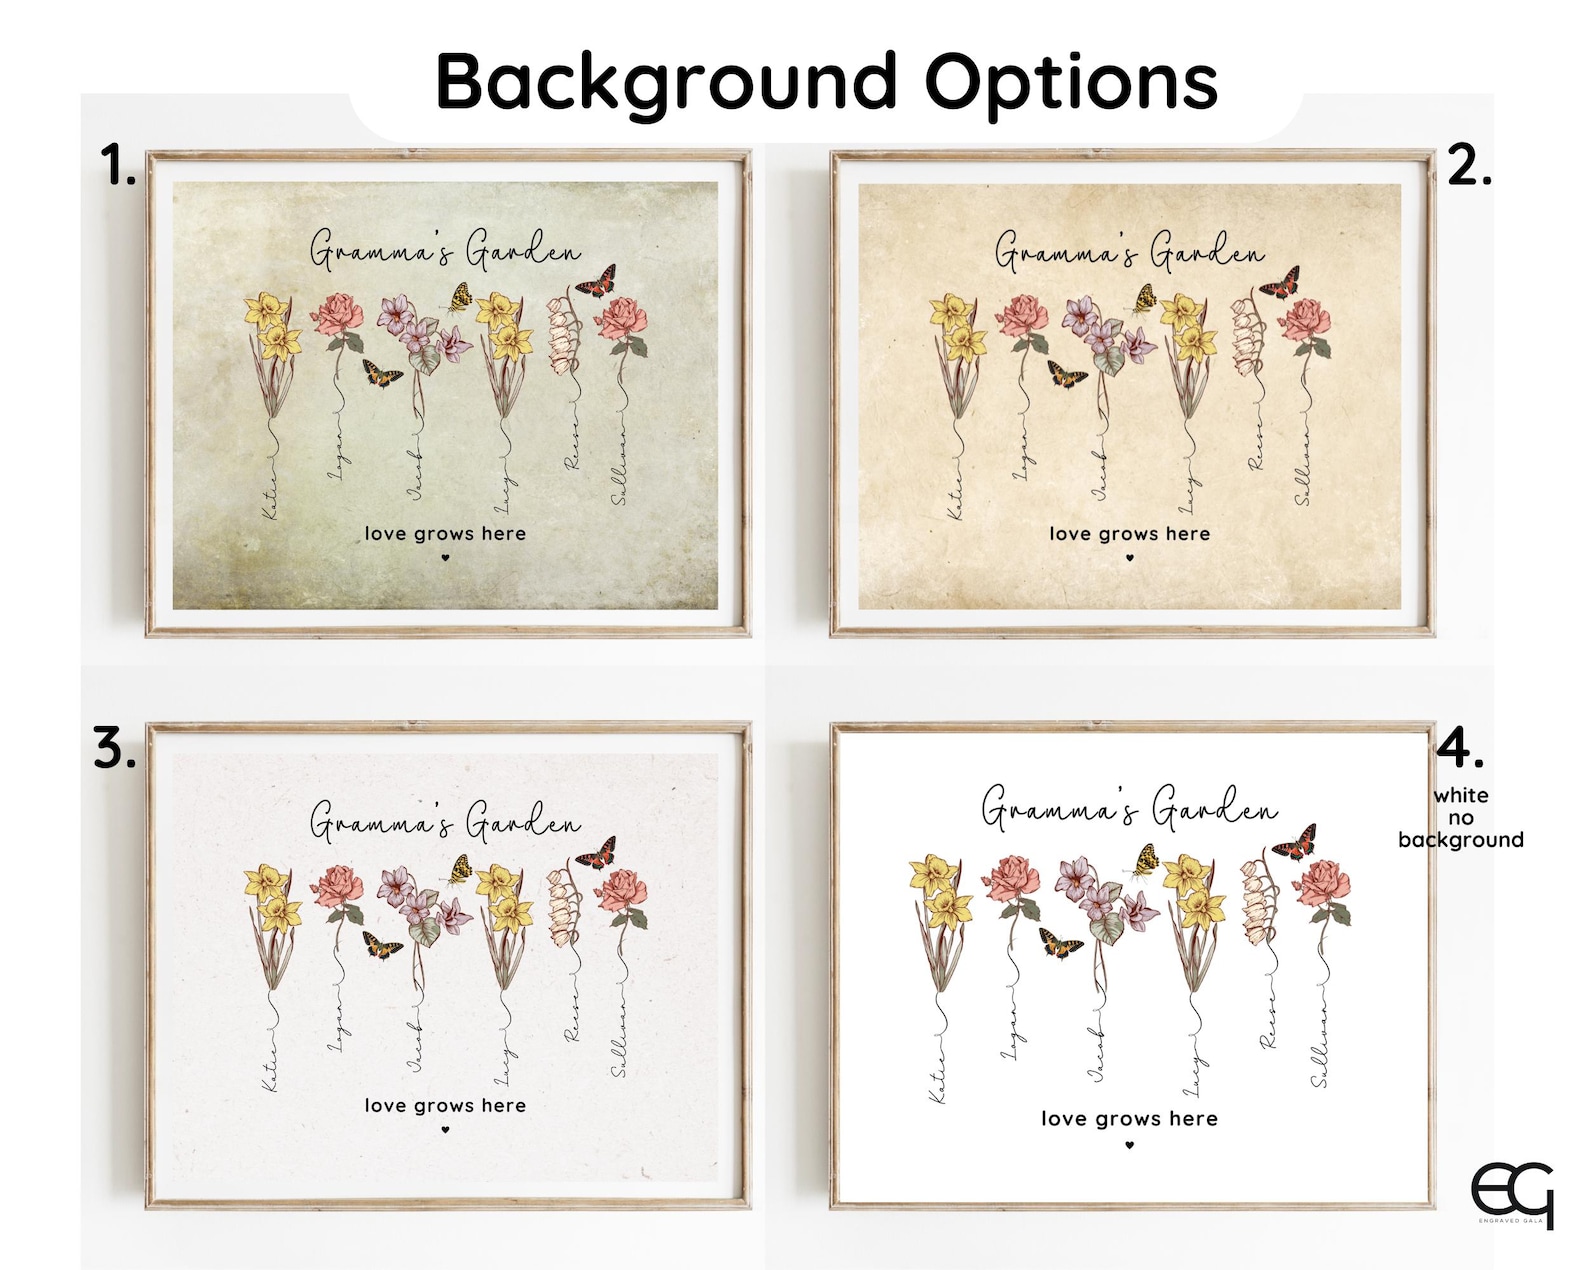 Background Options
1.
Gramma's Garden
Katie
Logan
Jacob
Lucy
Reese
Sullivan
love grows here
2.
Gramma's Garden
Katie
Logan
Jacob
Lucy
Reese
Sullivan
love grows here
3.
Gramma's Garden
Katie
Logan
Jacob
Lucy
Reese
Sullivan
love grows here
4.
white
no
background
Gramma's Garden
Katie
Logan
Jacob
Lucy
Reese
Sullivan
love grows here
EG
ENGRAVED GALA